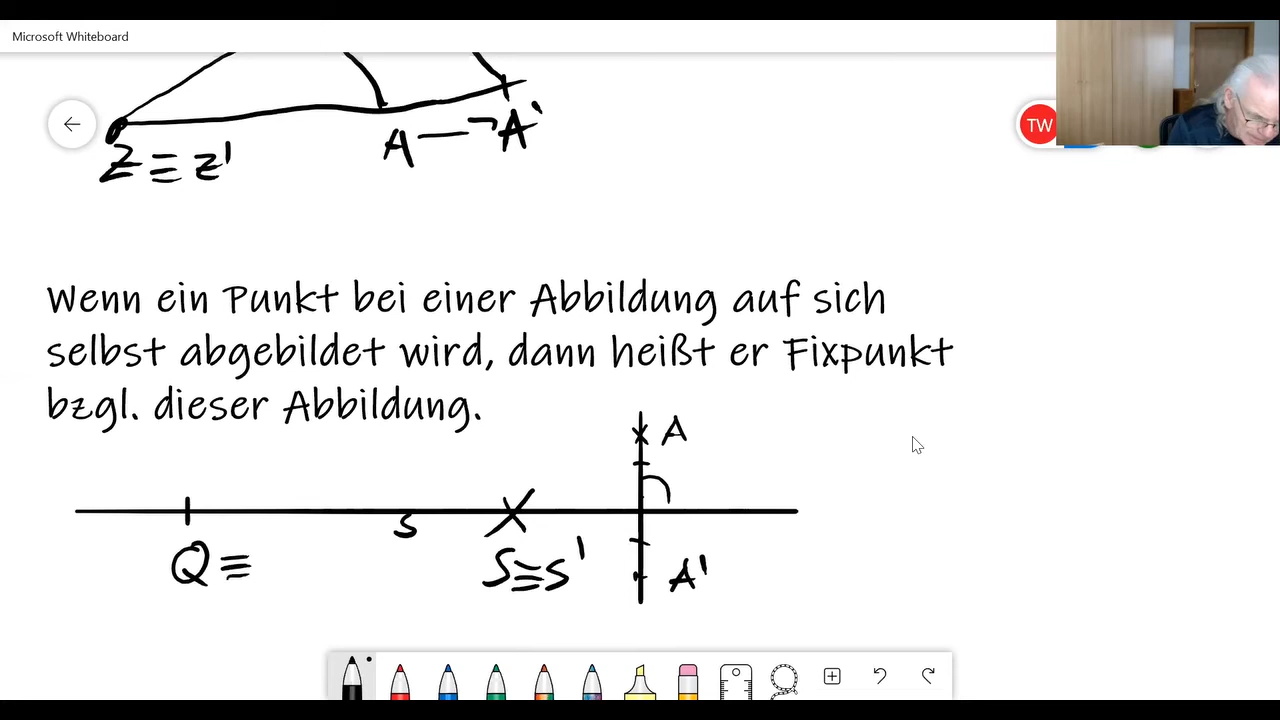 Microsoft Whiteboard
TW
A → A'
Z ≡ Z'
Wenn ein Punkt bei einer Abbildung auf sich
selbst abgebildet wird, dann heißt er Fixpunkt
bzgl. dieser Abbildung.
A
s
Q ≡
S ≡ S'
A'